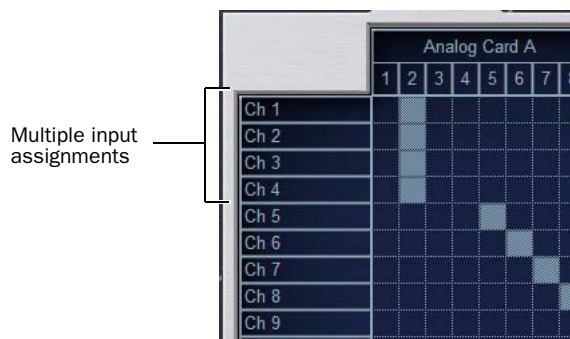 Analog Card A
1 2 3 4 5 6 7
Multiple input
assignments
Ch 1
Ch 2
Ch 3
Ch 4
Ch 5
Ch 6
Ch 7
Ch 8
Ch 9